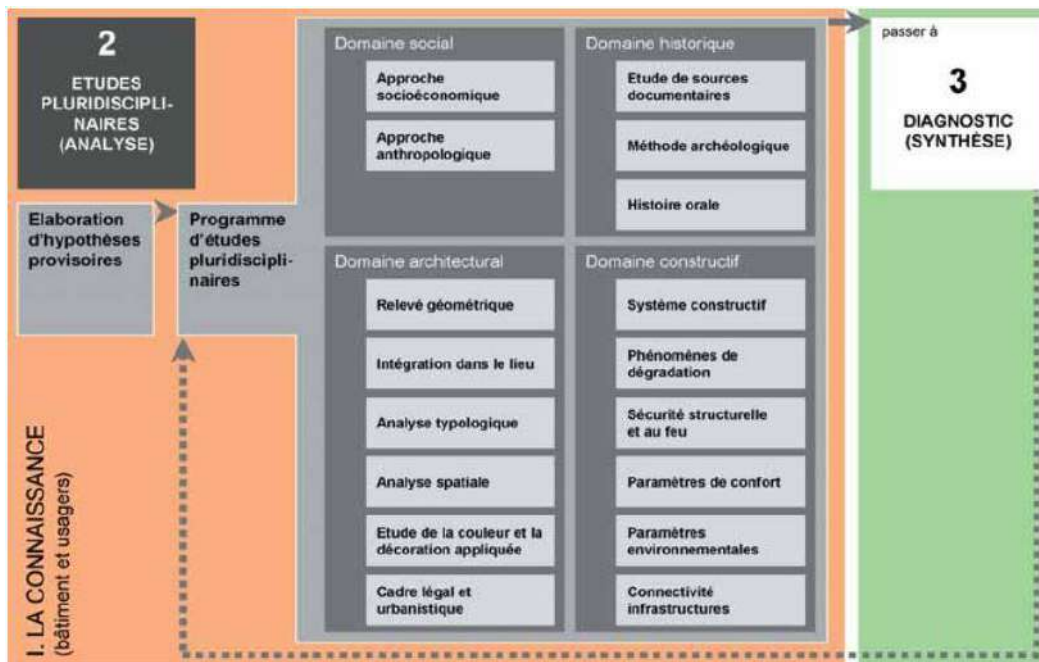 2
ETUDES
PLURIDISCIPLI-
NAIRES
(ANALYSE)
Elaboration
d'hypothèses
provisoires
Programme
d'études
pluridiscipli-
naires
Domaine social
Approche
socioéconomique
Approche
anthropologique
Domaine historique
Etude de sources
documentaires
Méthode archéologique
Histoire orale
Domaine architectural
Relevé géométrique
Intégration dans le lieu
Analyse typologique
Analyse spatiale
Etude de la couleur et la
décoration appliquée
Cadre légal et
urbanistique
Domaine constructif
Système constructif
Phénomènes de
dégradation
Sécurité structurelle
et au feu
Paramètres de confort
Paramètres
environnementales
Connectivité
infrastructures
passer à
3
DIAGNOSTIC
(SYNTHÈSE)
I. LA CONNAISSANCE
(bâtiment et usagers)